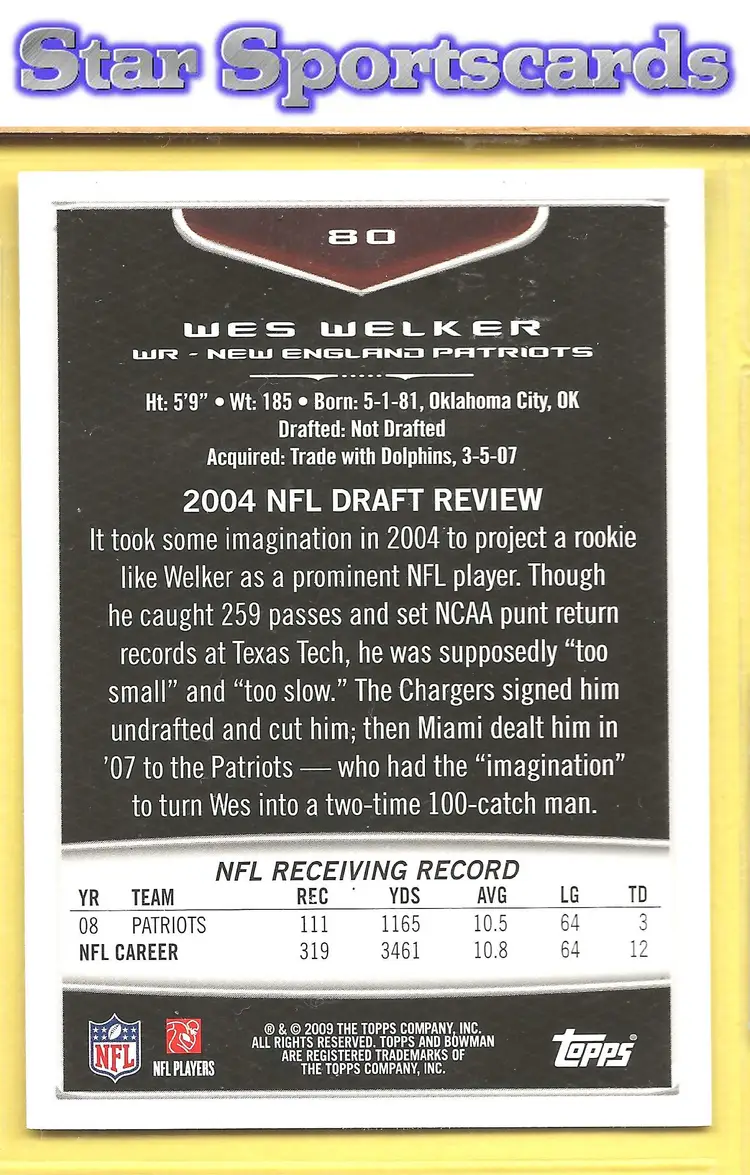 Star Sportscards
80
WES WELKER
WR - NEW ENGLAND PATRIOTS
Ht: 5'9" • Wt: 185 • Born: 5-1-81, Oklahoma City, OK
Drafted: Not Drafted
Acquired: Trade with Dolphins, 3-5-07
2004 NFL DRAFT REVIEW
It took some imagination in 2004 to project a rookie
like Welker as a prominent NFL player. Though
he caught 259 passes and set NCAA punt return
records at Texas Tech, he was supposedly “too
small” and “too slow.” The Chargers signed him
undrafted and cut him; then Miami dealt him in
’07 to the Patriots — who had the “imagination”
to turn Wes into a two-time 100-catch man.
NFL RECEIVING RECORD
YR TEAM REC YDS AVG LG TD
08 PATRIOTS 111 1165 10.5 64 3
NFL CAREER 319 3461 10.8 64 12
NFL
NFL PLAYERS
® & © 2009 THE TOPPS COMPANY, INC.
ALL RIGHTS RESERVED. TOPPS AND BOWMAN
ARE REGISTERED TRADEMARKS OF
THE TOPPS COMPANY, INC.
Topps®